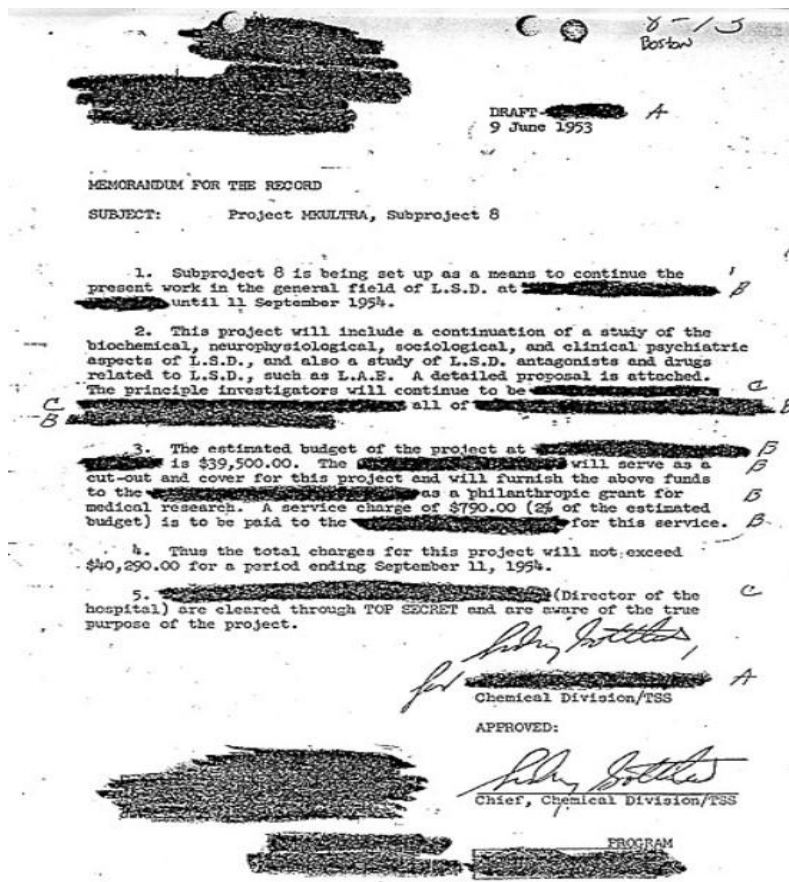 8-15
Boston
DRAFT- A
9 June 1953
MEMORANDUM FOR THE RECORD
SUBJECT: Project MKULTRA, Subproject 8
1. Subproject 8 is being set up as a means to continue the
present work in the general field of L.S.D. at B
until 11 September 1954.
2. This project will include a continuation of a study of the
biochemical, neurophysiological, sociological, and clinical psychiatric
aspects of L.S.D., and also a study of L.S.D. antagonists and drugs
related to L.S.D., such as L.A.E. A detailed proposal is attached.
The principle investigators will continue to be C
C all of B
B
3. The estimated budget of the project at B
is $39,500.00. The will serve as a B
cut-out and cover for this project and will furnish the above funds
to the as a philanthropic grant for B
medical research. A service charge of $790.00 (2% of the estimated
budget) is to be paid to the for this service. B
4. Thus the total charges for this project will not exceed
$40,290.00 for a period ending September 11, 1954.
5. (Director of the C
hospital) are cleared through TOP SECRET and are aware of the true
purpose of the project.
Sidney Gottlieb,
for A
Chemical Division/TSS
APPROVED:
Sidney Gottlieb
Chief, Chemical Division/TSS
PROGRAM